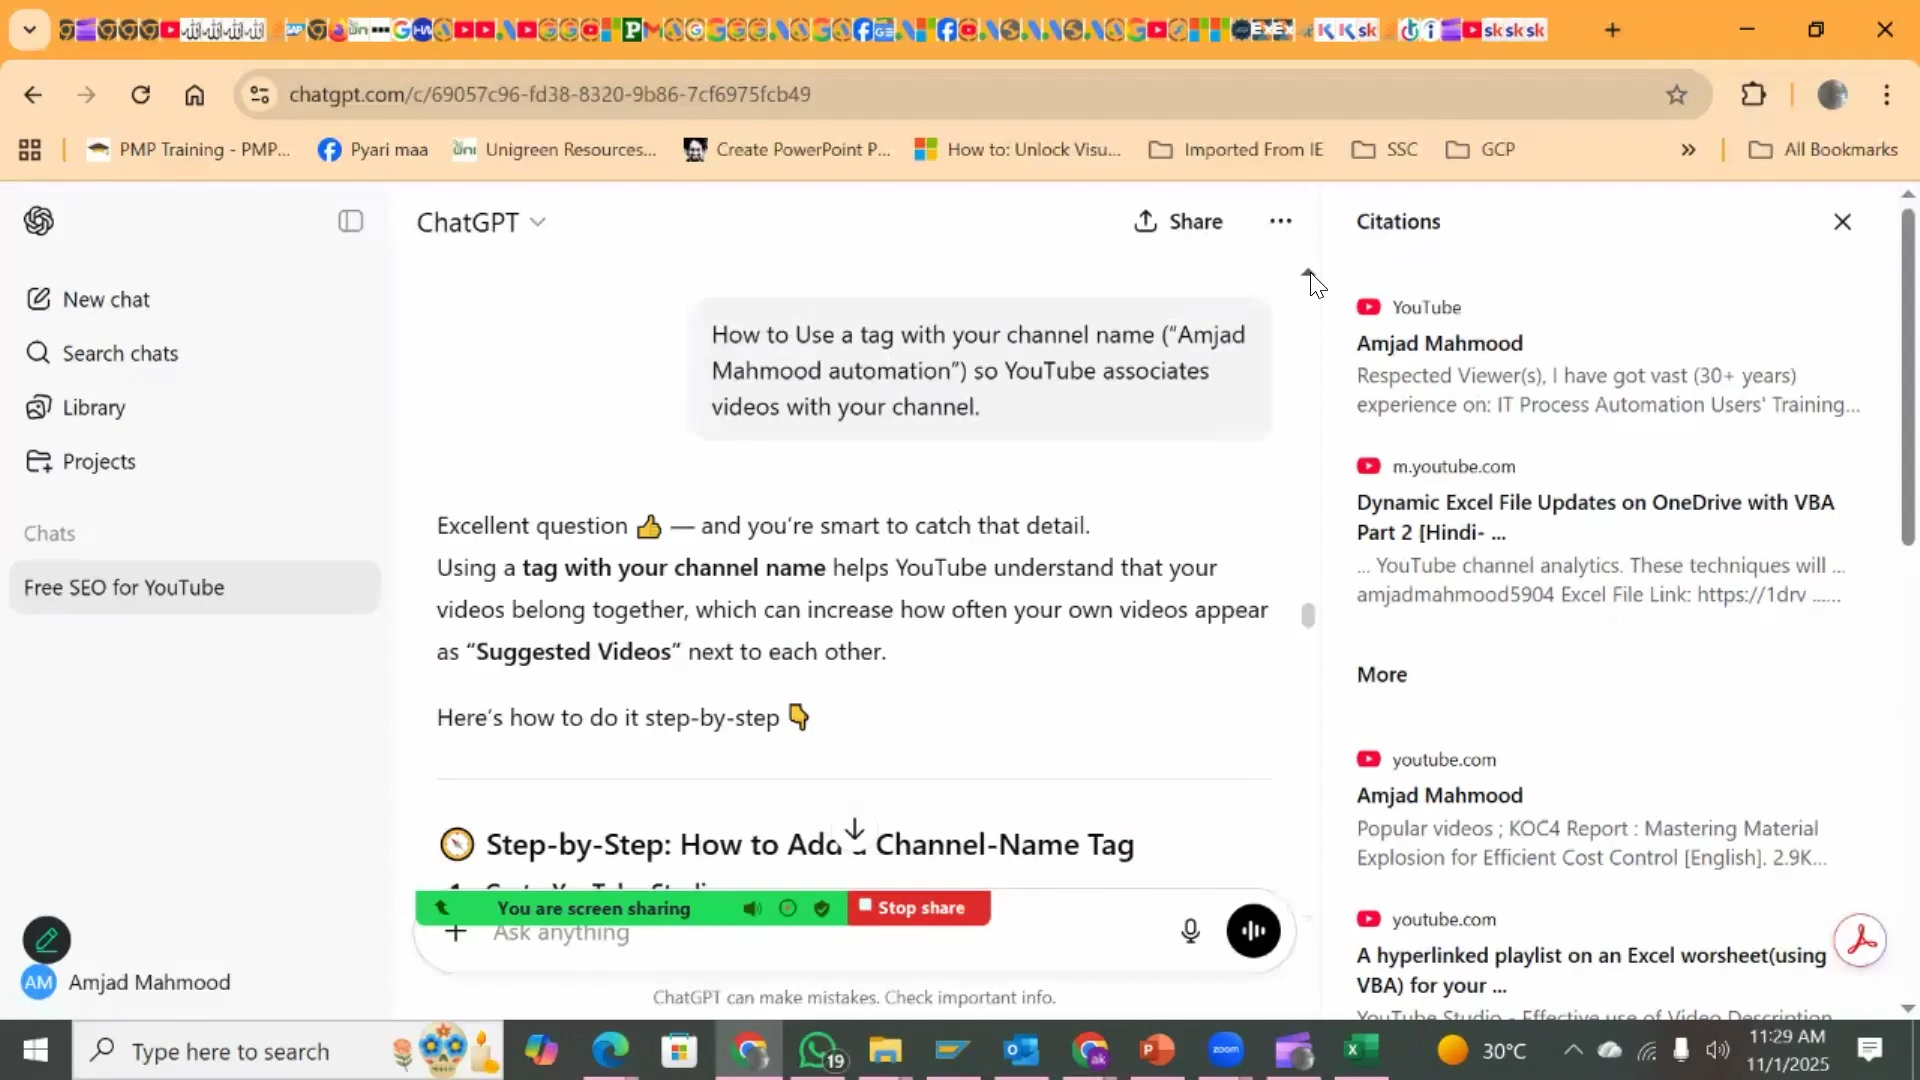 chatgpt.com/c/69057c96-fd38-8320-9b86-7cf6975fcb49
PMP Training - PMP...
Pyari maa
Unigreen Resources...
Create PowerPoint P...
How to: Unlock Visu...
Imported From IE
SSC
GCP
All Bookmarks
ChatGPT
Share
New chat
Search chats
Library
Projects
Chats
Free SEO for YouTube
How to Use a tag with your channel name (“Amjad
Mahmood automation”) so YouTube associates
videos with your channel.
Excellent question 👍 — and you’re smart to catch that detail.
Using a tag with your channel name helps YouTube understand that your
videos belong together, which can increase how often your own videos appear
as “Suggested Videos” next to each other.
Here’s how to do it step-by-step 👇
Step-by-Step: How to Add Channel-Name Tag
You are screen sharing
Stop share
Ask anything
ChatGPT can make mistakes. Check important info.
AM
Amjad Mahmood
Citations
YouTube
Amjad Mahmood
Respected Viewer(s), I have got vast (30+ years)
experience on: IT Process Automation Users' Training...
m.youtube.com
Dynamic Excel File Updates on OneDrive with VBA
Part 2 [Hindi- ...
... YouTube channel analytics. These techniques will ...
amjadmahmood5904 Excel File Link: https://1drv ......
More
youtube.com
Amjad Mahmood
Popular videos ; KOC4 Report : Mastering Material
Explosion for Efficient Cost Control [English]. 2.9K...
youtube.com
A hyperlinked playlist on an Excel worsheet(using
VBA) for your ...
YouTube Studio - Effective use of Video Description
Type here to search
19
zoom
30°C
11:29 AM
11/1/2025